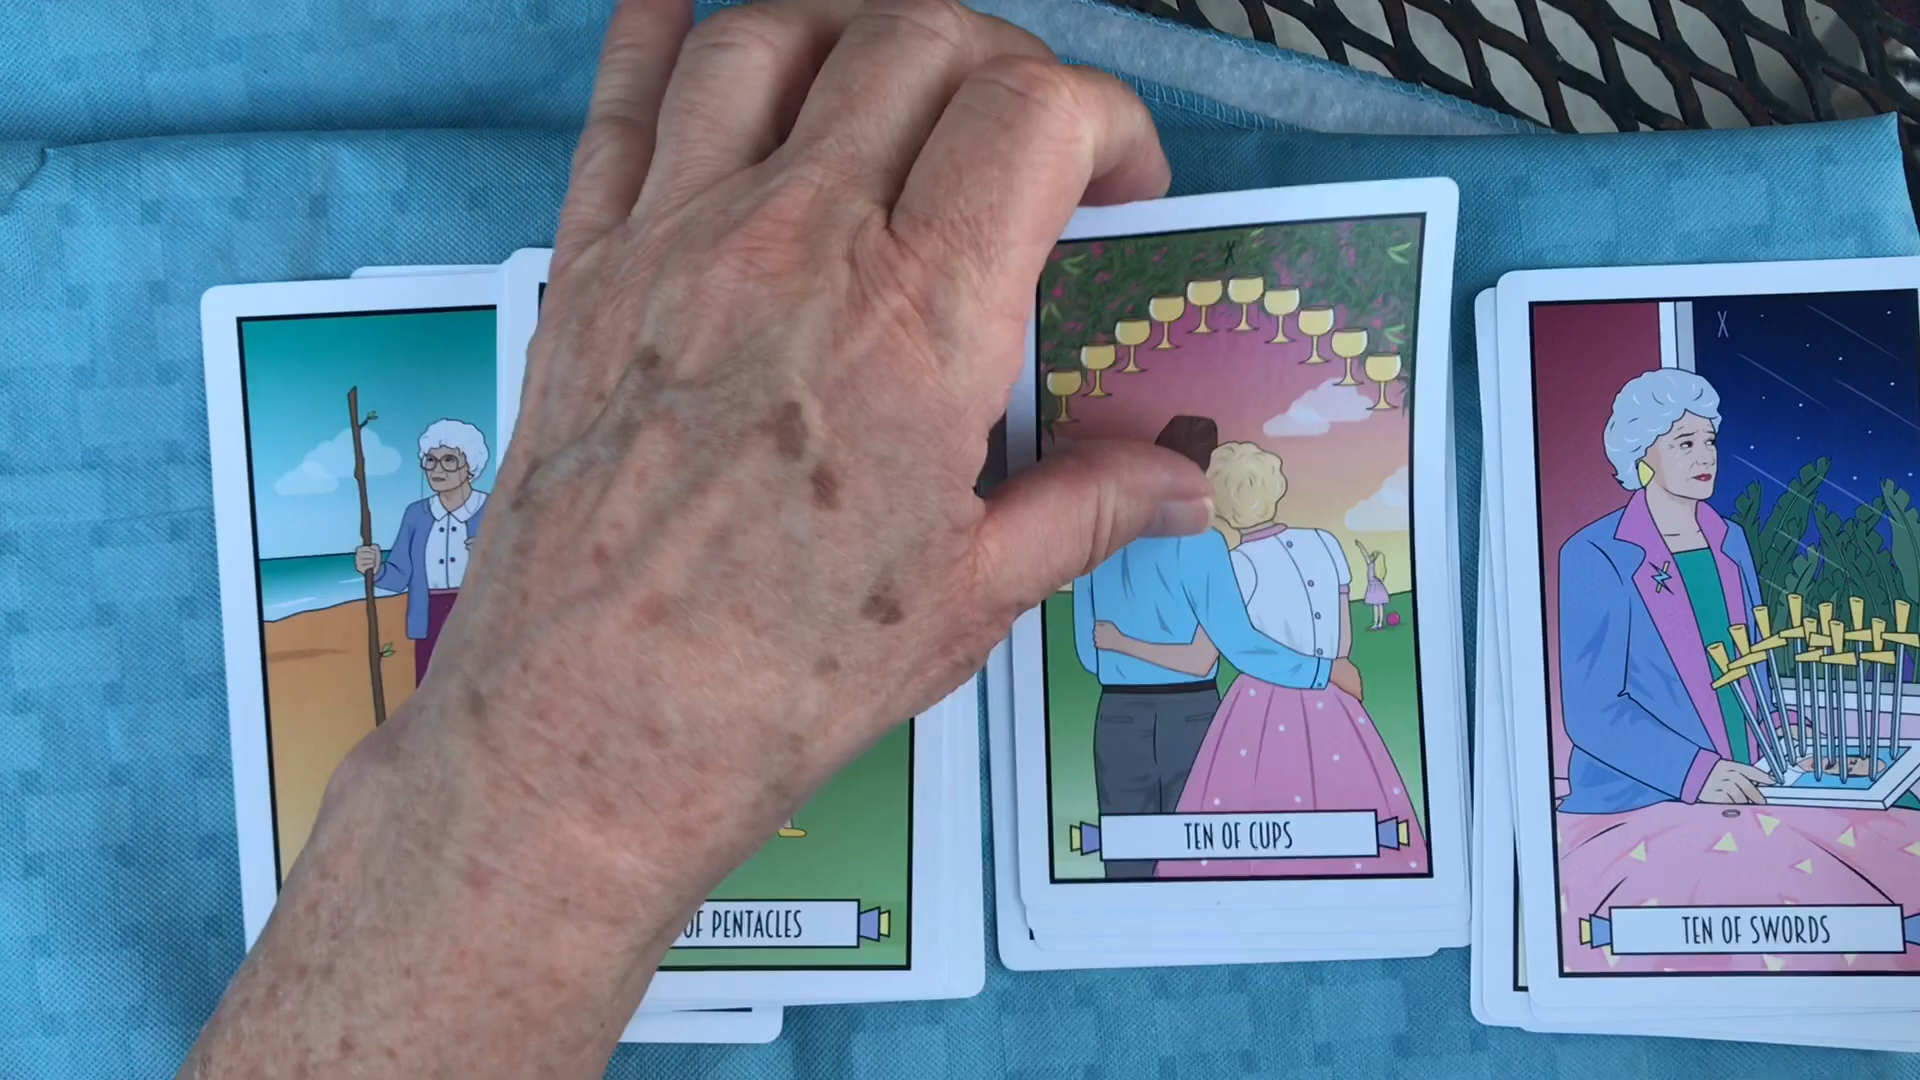 X
TEN OF CUPS
X
TEN OF SWORDS
OF PENTACLES